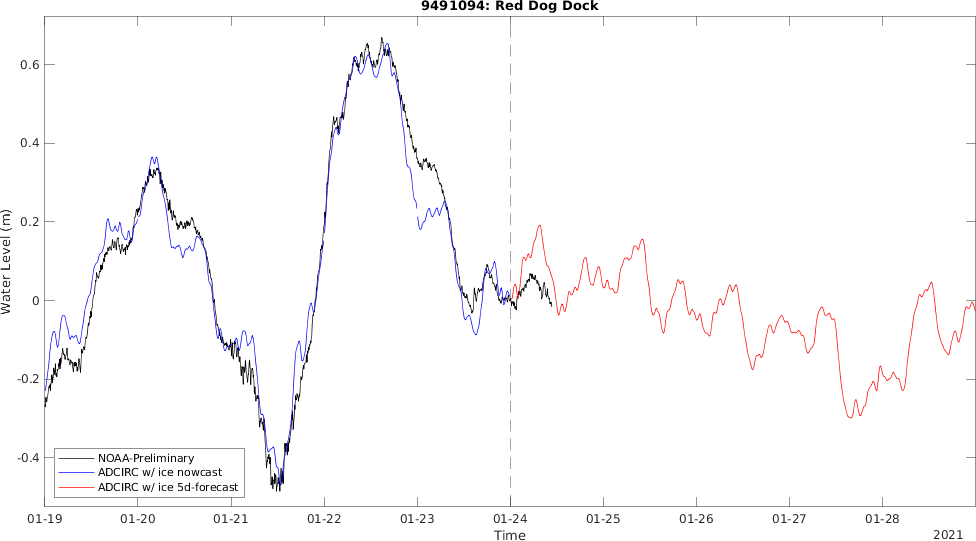 9491094: Red Dog Dock
Water Level (m)
0.6
0.4
0.2
0
-0.2
-0.4
NOAA-Preliminary
ADCIRC w/ ice nowcast
ADCIRC w/ ice 5d-forecast
01-19 01-20 01-21 01-22 01-23 01-24 01-25 01-26 01-27 01-28
Time
2021